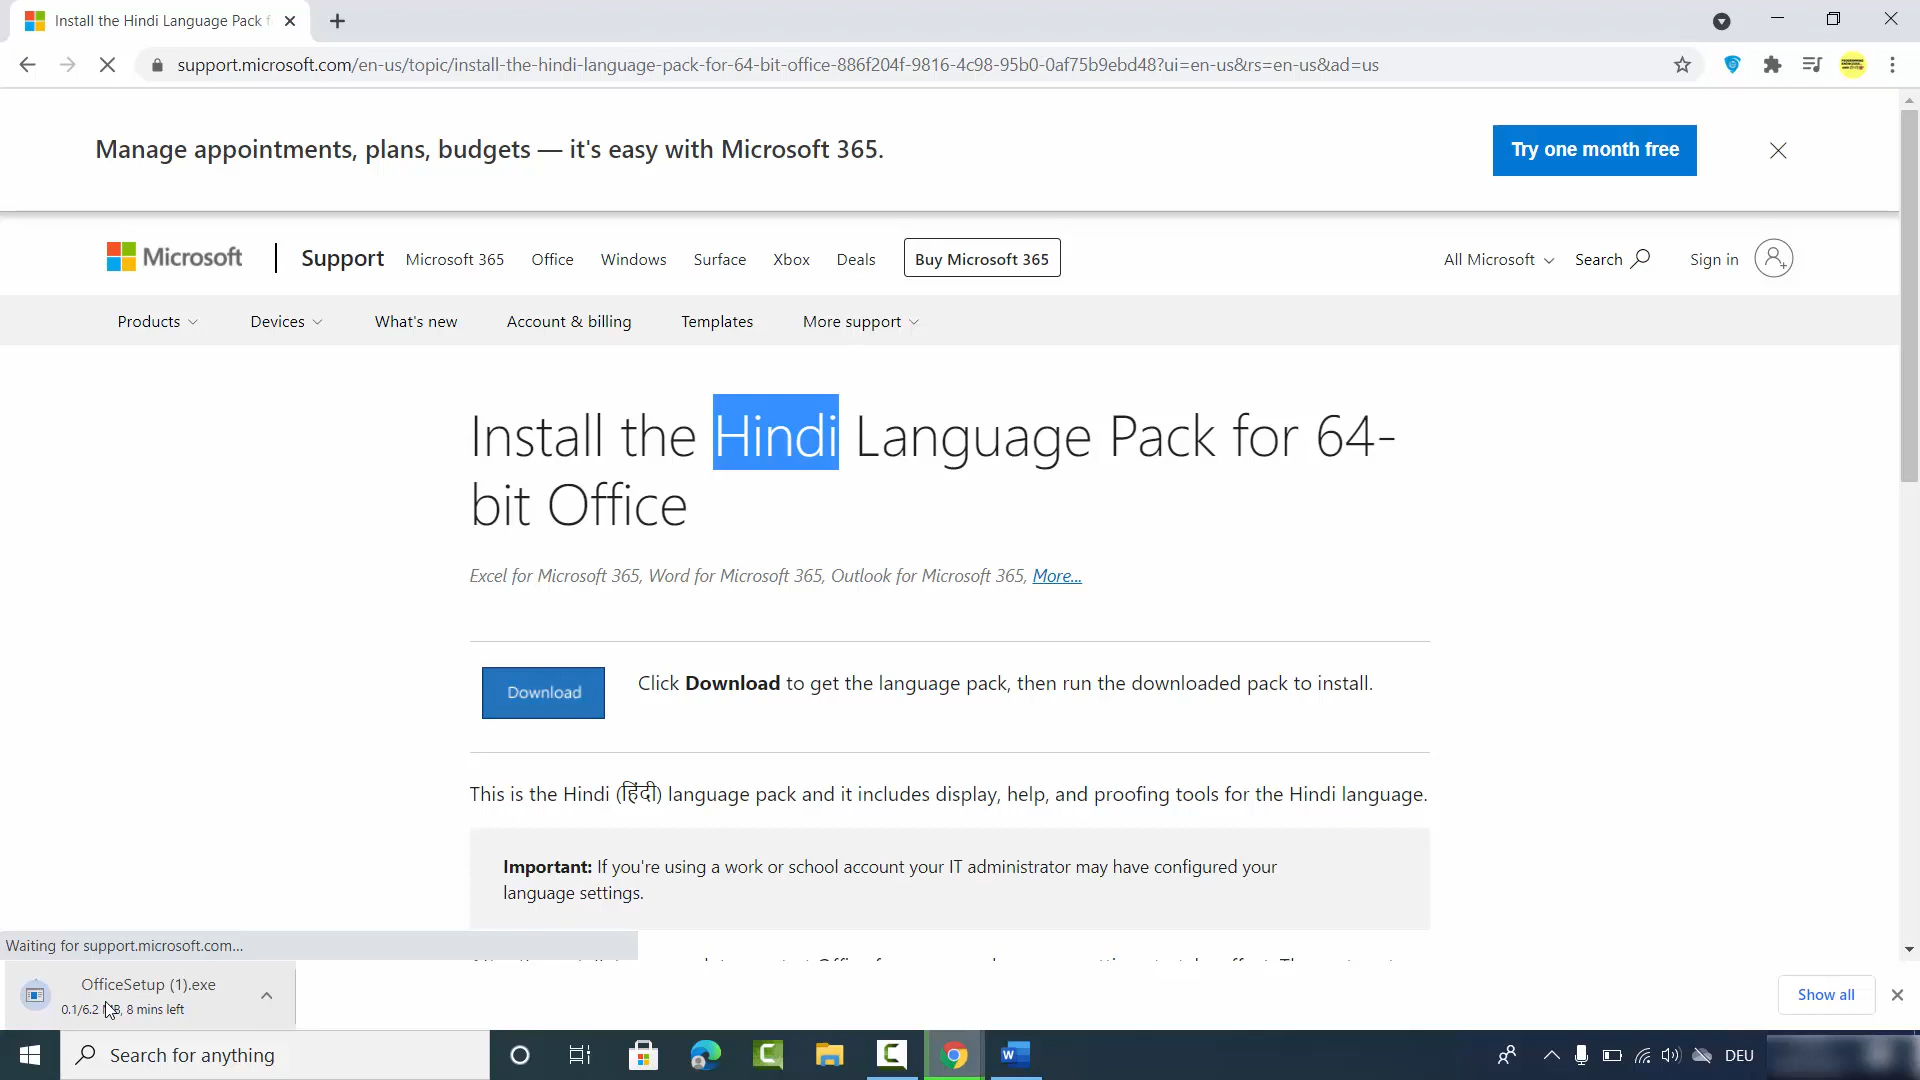 Install the Hindi Language Pack f
support.microsoft.com/en-us/topic/install-the-hindi-language-pack-for-64-bit-office-886f204f-9816-4c98-95b0-0af75b9ebd48?ui=en-us&rs=en-us&ad=us
Manage appointments, plans, budgets — it's easy with Microsoft 365.
Try one month free
Microsoft
Support
Microsoft 365
Office
Windows
Surface
Xbox
Deals
Buy Microsoft 365
All Microsoft
Search
Sign in
Products
Devices
What's new
Account & billing
Templates
More support
Install the Hindi Language Pack for 64-
bit Office
Excel for Microsoft 365, Word for Microsoft 365, Outlook for Microsoft 365, More...
Download
Click Download to get the language pack, then run the downloaded pack to install.
This is the Hindi (हिंदी) language pack and it includes display, help, and proofing tools for the Hindi language.
Important: If you're using a work or school account your IT administrator may have configured your
language settings.
Waiting for support.microsoft.com...
OfficeSetup (1).exe
0.1/6.2 MB, 8 mins left
Show all
Search for anything
DEU